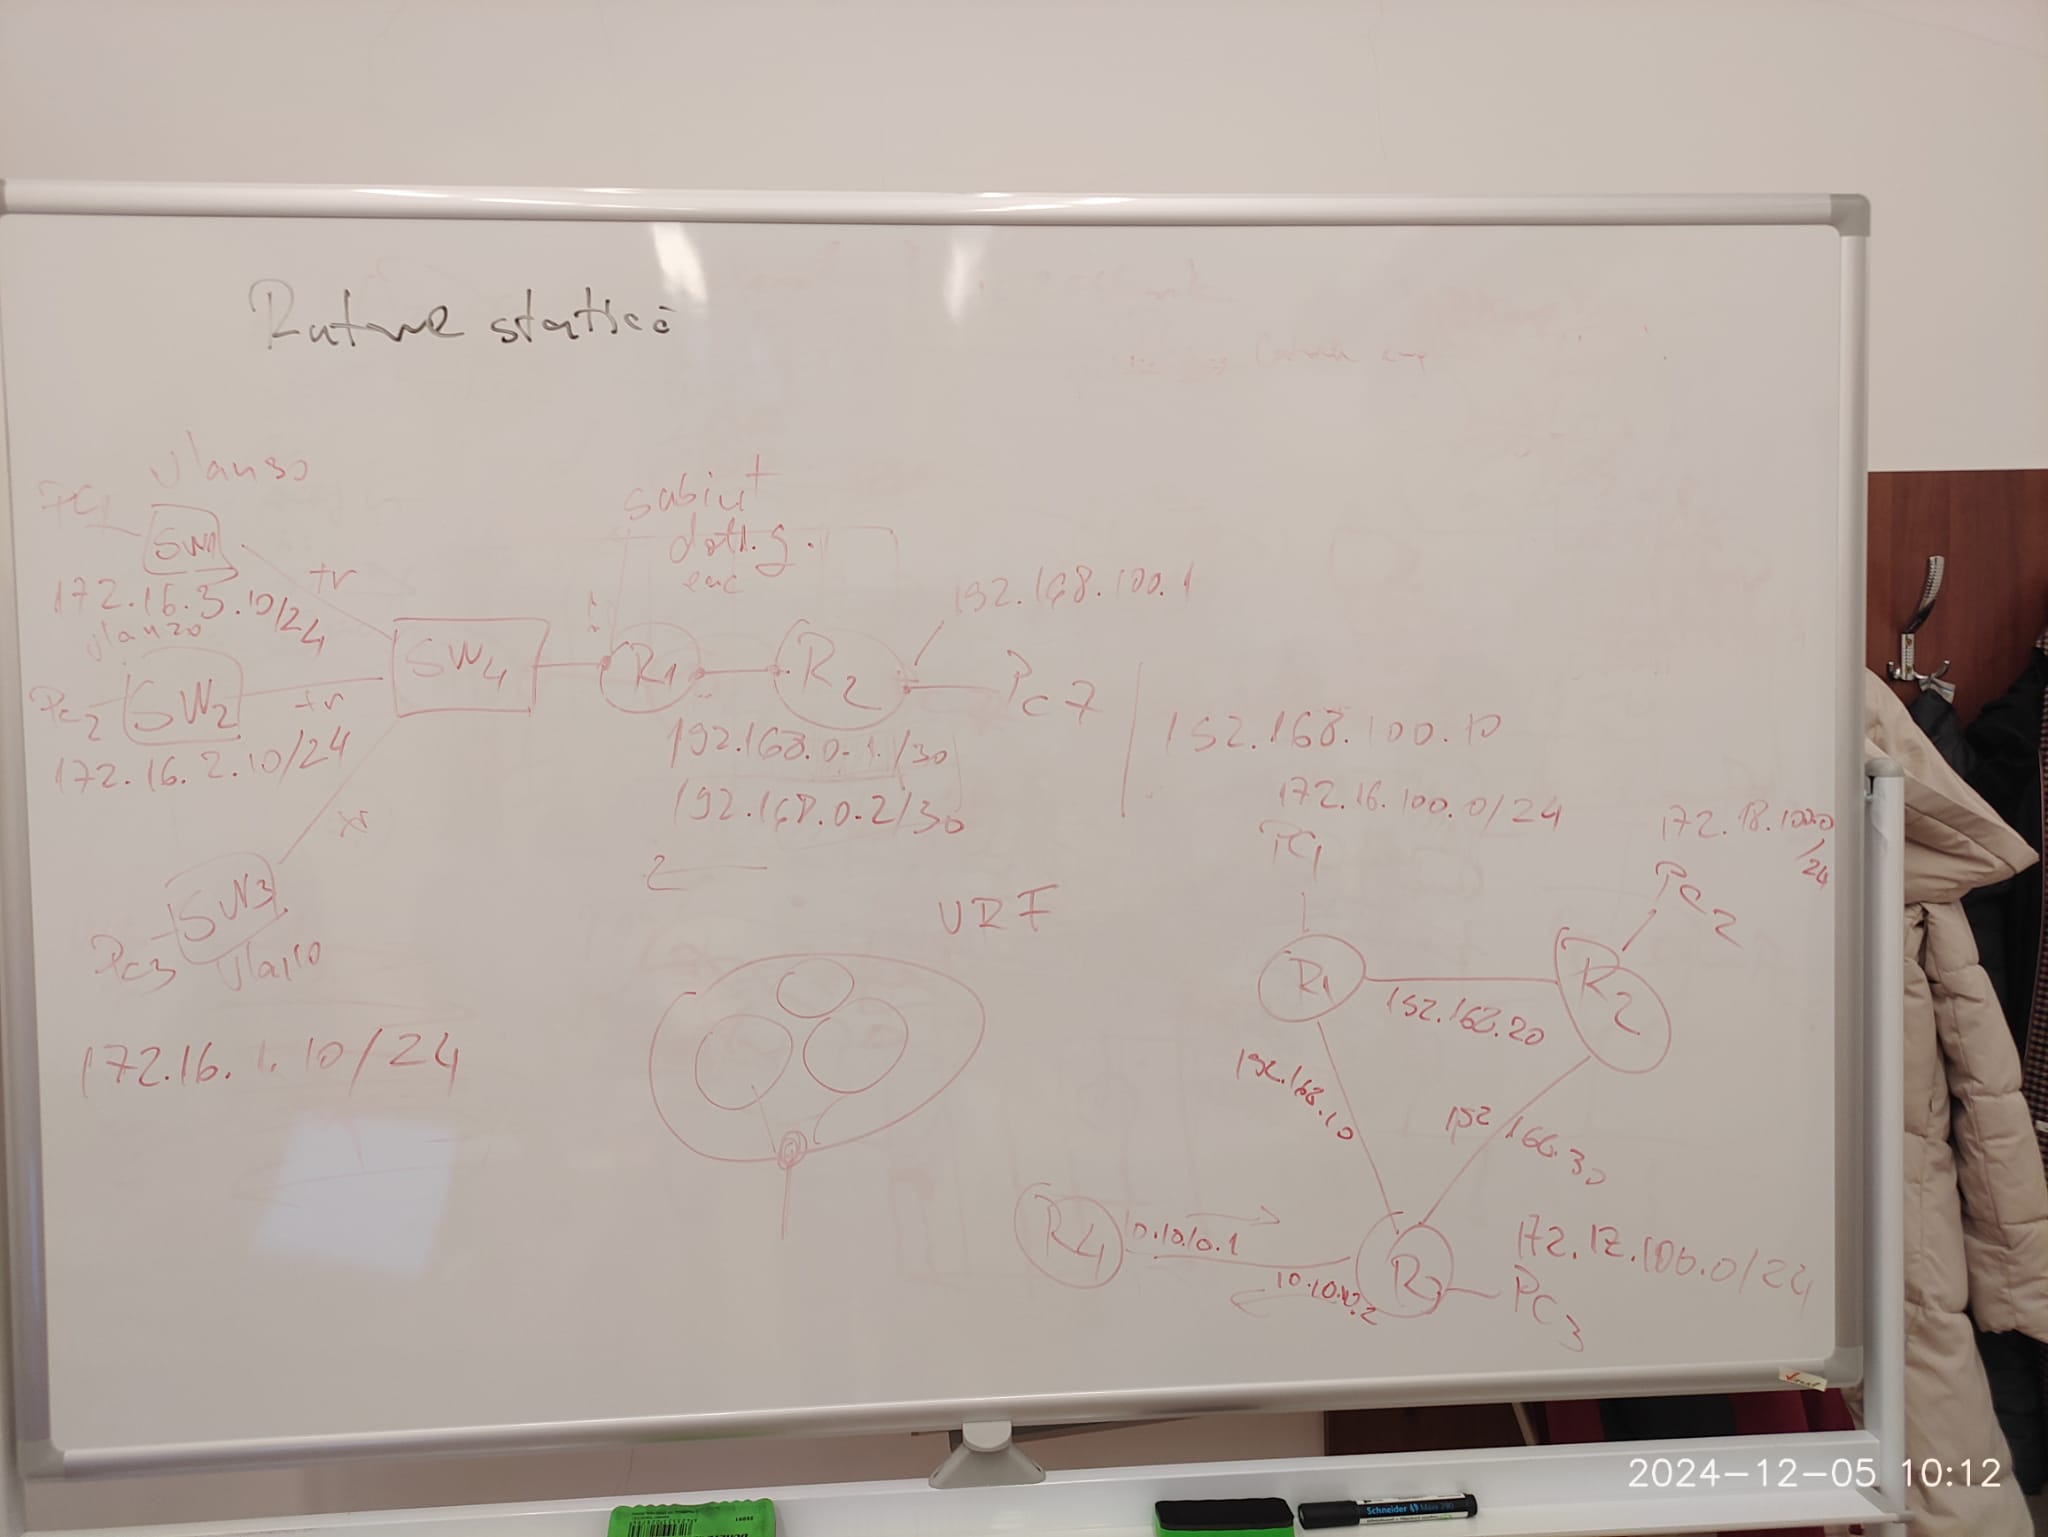 Rutare statică
vlan30
PC1
SW1
172.16.3.10/24
tr
vlan20
Pc2
SW2
tr
172.16.2.10/24
SW4
tr
SW3
Pc3
vlan10
172.16.1.10/24
subint
dot1.q.
enc
R1
R2
192.168.100.1
Pc7
192.168.100.10
192.168.0.1/30
192.168.0.2/30
VRF
172.16.100.0/24
PC1
172.18.100.0
/24
Pc2
R1
R2
192.168.20
192.168.10
192.168.30
R4
10.10.10.1
10.10.10.2
R3
172.17.100.0/24
Pc3
Schneider
2024-12-05 10:12